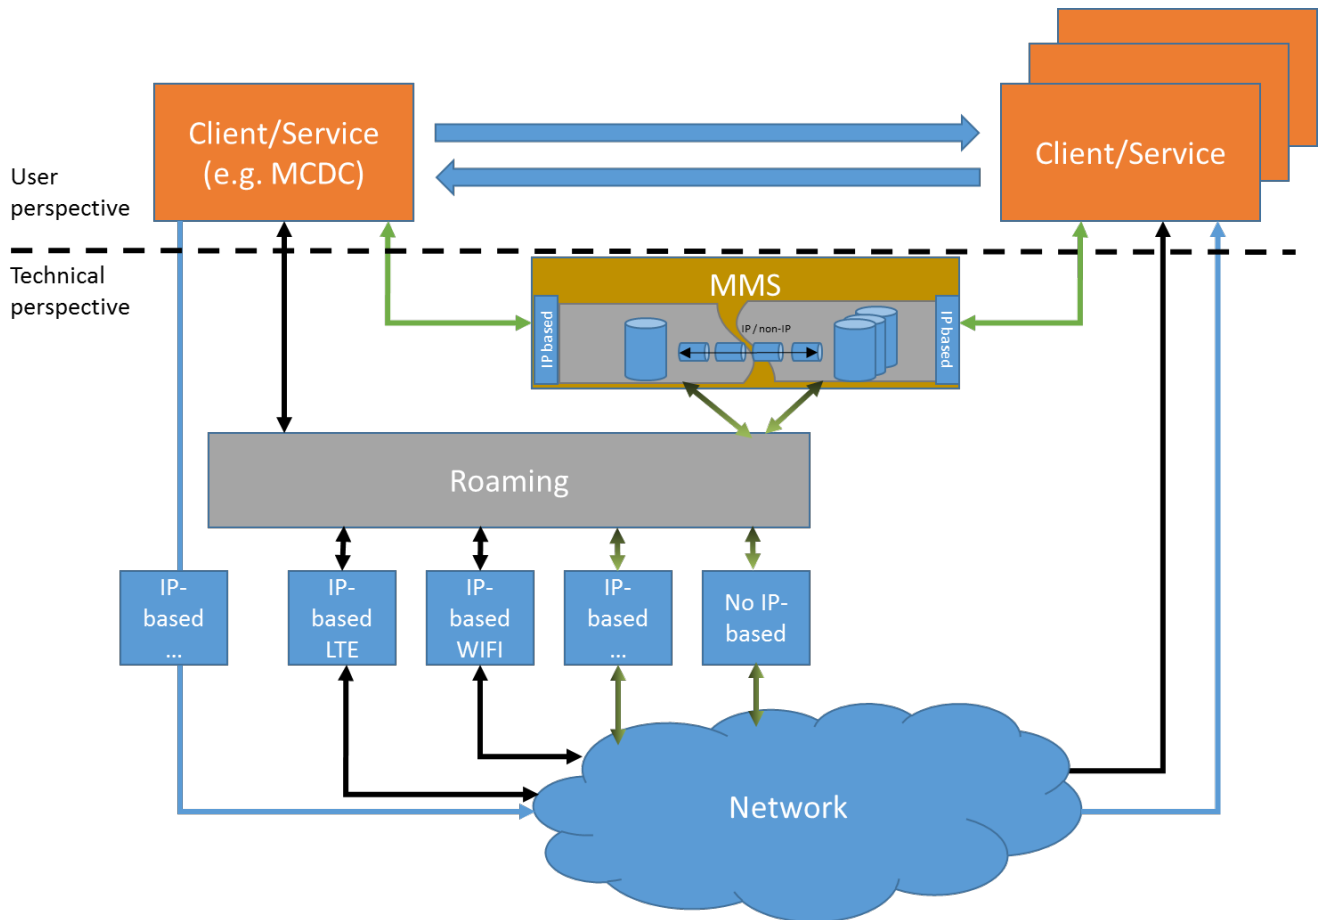 Client/Service
(e.g. MCDC)
Client/Service
User
perspective
Technical
perspective
MMS
IP based
IP / non-IP
IP based
Roaming
IP-
based
...
IP-
based
LTE
IP-
based
WIFI
IP-
based
...
No IP-
based
Network